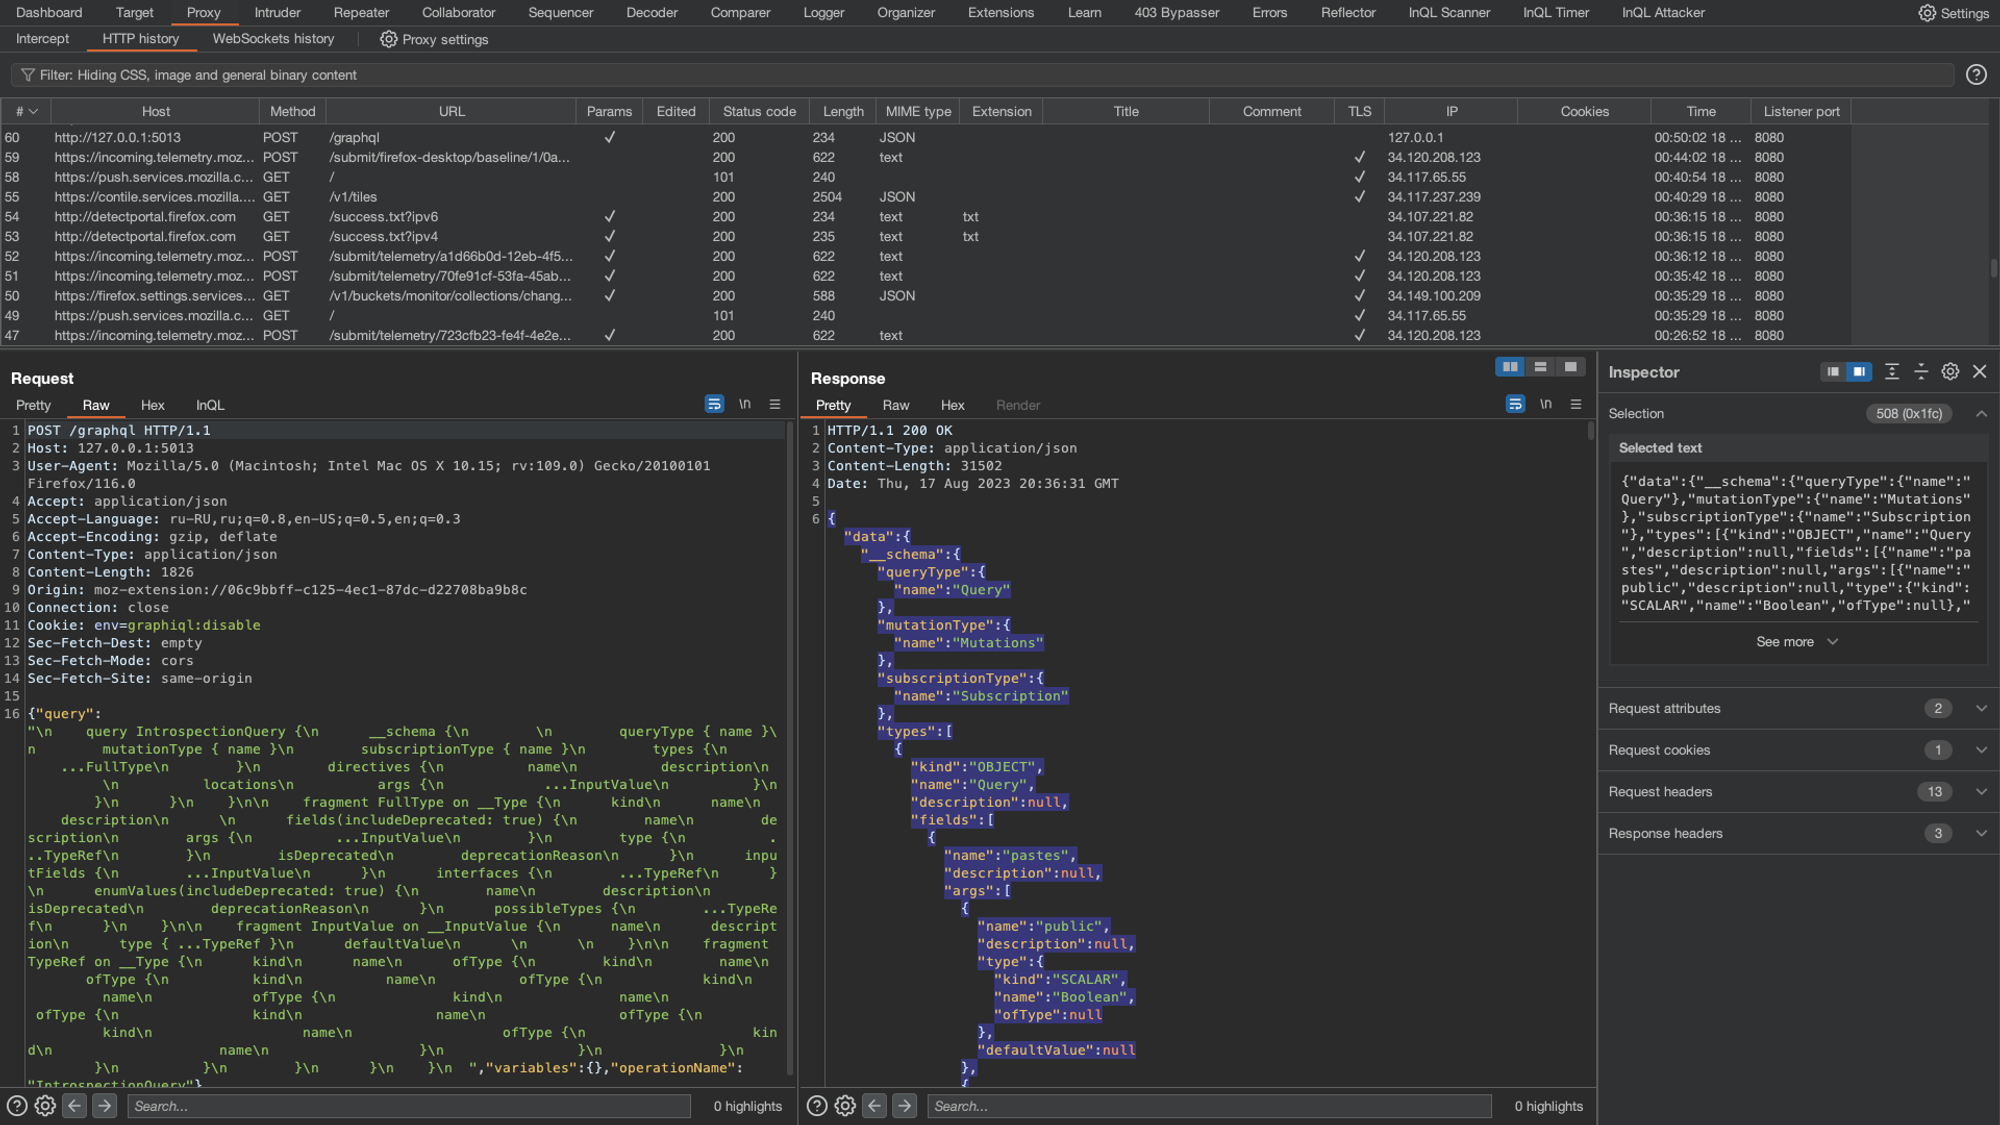 Dashboard Target Proxy Intruder Repeater Collaborator Sequencer Decoder Comparer Logger Organizer Extensions Learn 403 Bypasser Errors Reflector InQL Scanner InQL Timer InQL Attacker Settings
Intercept HTTP history WebSockets history Proxy settings
Filter: Hiding CSS, image and general binary content
# Host Method URL Params Edited Status code Length MIME type Extension Title Comment TLS IP Cookies Time Listener port
60 http://127.0.0.1:5013 POST /graphql ✓ 200 234 JSON 127.0.0.1 00:50:02 18 ... 8080
59 https://incoming.telemetry.moz... POST /submit/firefox-desktop/baseline/1/0a... 200 622 text ✓ 34.120.208.123 00:44:02 18 ... 8080
58 https://push.services.mozilla.c... GET / 101 240 ✓ 34.117.65.55 00:40:54 18 ... 8080
55 https://contile.services.mozilla.... GET /v1/tiles 200 2504 JSON ✓ 34.117.237.239 00:40:29 18 ... 8080
54 http://detectportal.firefox.com GET /success.txt?ipv6 ✓ 200 234 text txt 34.107.221.82 00:36:15 18 ... 8080
53 http://detectportal.firefox.com GET /success.txt?ipv4 ✓ 200 235 text txt 34.107.221.82 00:36:15 18 ... 8080
52 https://incoming.telemetry.moz... POST /submit/telemetry/a1d66b0d-12eb-4f5... ✓ 200 622 text ✓ 34.120.208.123 00:36:12 18 ... 8080
51 https://incoming.telemetry.moz... POST /submit/telemetry/70fe91cf-53fa-45ab... ✓ 200 622 text ✓ 34.120.208.123 00:35:42 18 ... 8080
50 https://firefox.settings.services... GET /v1/buckets/monitor/collections/chang... ✓ 200 588 JSON ✓ 34.149.100.209 00:35:29 18 ... 8080
49 https://push.services.mozilla.c... GET / 101 240 ✓ 34.117.65.55 00:35:29 18 ... 8080
47 https://incoming.telemetry.moz... POST /submit/telemetry/723cfb23-fe4f-4e2e... ✓ 200 622 text ✓ 34.120.208.123 00:26:52 18 ... 8080
Request
Pretty Raw Hex InQL \n
1 POST /graphql HTTP/1.1
2 Host: 127.0.0.1:5013
3 User-Agent: Mozilla/5.0 (Macintosh; Intel Mac OS X 10.15; rv:109.0) Gecko/20100101
Firefox/116.0
4 Accept: application/json
5 Accept-Language: ru-RU,ru;q=0.8,en-US;q=0.5,en;q=0.3
6 Accept-Encoding: gzip, deflate
7 Content-Type: application/json
8 Content-Length: 1826
9 Origin: moz-extension://06c9bbff-c125-4ec1-87dc-d22708ba9b8c
10 Connection: close
11 Cookie: env=graphiql:disable
12 Sec-Fetch-Dest: empty
13 Sec-Fetch-Mode: cors
14 Sec-Fetch-Site: same-origin
15
16 {"query":
"\n query IntrospectionQuery {\n __schema {\n \n queryType { name }\
n mutationType { name }\n subscriptionType { name }\n types {\n
...FullType\n }\n directives {\n name\n description\n
\n locations\n args {\n ...InputValue\n }\n
}\n }\n }\n\n fragment FullType on __Type {\n kind\n name\n
description\n \n fields(includeDeprecated: true) {\n name\n de
scription\n args {\n ...InputValue\n }\n type {\n .
..TypeRef\n }\n isDeprecated\n deprecationReason\n }\n inpu
tFields {\n ...InputValue\n }\n interfaces {\n ...TypeRef\n }
\n enumValues(includeDeprecated: true) {\n name\n description\n
isDeprecated\n deprecationReason\n }\n possibleTypes {\n ...TypeRe
f\n }\n }\n\n fragment InputValue on __InputValue {\n name\n descript
ion\n type { ...TypeRef }\n defaultValue\n \n \n }\n\n fragment
TypeRef on __Type {\n kind\n name\n ofType {\n kind\n name\n
ofType {\n kind\n name\n ofType {\n kind\n
name\n ofType {\n kind\n name\n
ofType {\n kind\n name\n ofType {\n
kind\n name\n ofType {\n kin
d\n name\n }\n }\n }\n
}\n }\n }\n }\n }\n ","variables":{},"operationName":
"IntrospectionQuery"}
Search... 0 highlights
Response
Pretty Raw Hex Render \n
1 HTTP/1.1 200 OK
2 Content-Type: application/json
3 Content-Length: 31502
4 Date: Thu, 17 Aug 2023 20:36:31 GMT
5
6 {
"data":{
"__schema":{
"queryType":{
"name":"Query"
},
"mutationType":{
"name":"Mutations"
},
"subscriptionType":{
"name":"Subscription"
},
"types":[
{
"kind":"OBJECT",
"name":"Query",
"description":null,
"fields":[
{
"name":"pastes",
"description":null,
"args":[
{
"name":"public",
"description":null,
"type":{
"kind":"SCALAR",
"name":"Boolean",
"ofType":null
},
"defaultValue":null
},
{
Search... 0 highlights
Inspector
Selection 508 (0x1fc)
Selected text
{"data":{"__schema":{"queryType":{"name":"
Query"},"mutationType":{"name":"Mutations"
},"subscriptionType":{"name":"Subscription
"},"types":[{"kind":"OBJECT","name":"Query
","description":null,"fields":[{"name":"pa
stes","description":null,"args":[{"name":"
public","description":null,"type":{"kind":
"SCALAR","name":"Boolean","ofType":null},"
See more
Request attributes 2
Request cookies 1
Request headers 13
Response headers 3